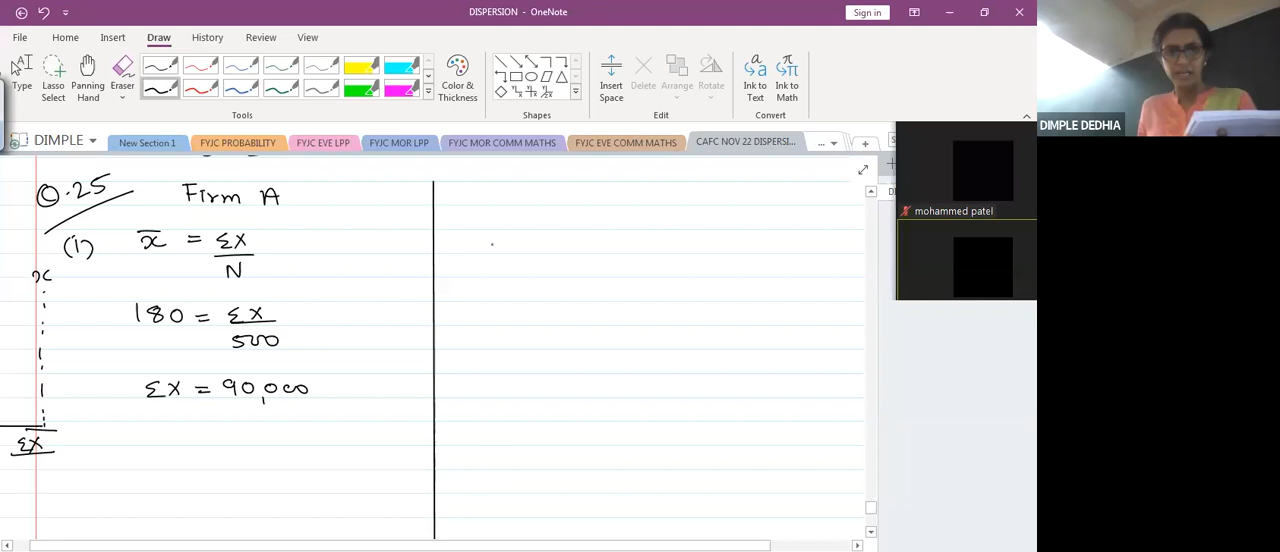 DISPERSION - OneNote
Sign in
File Home Insert Draw History Review View
Type Lasso Select Panning Hand Eraser Color & Thickness Insert Space Delete Arrange Rotate Ink to Text Ink to Math
Tools Shapes Edit Convert
DIMPLE New Section 1 FYJC PROBABILITY FYJC EVE LPP FYJC MOR LPP FYJC MOR COMM MATHS FYJC EVE COMM MATHS CAFC NOV 22 DISPERSI... ...
DIMPLE DEDHIA
mohammed patel
Q.25 Firm A
(i) x̄ = ΣX / N
x
180 = ΣX / 500
ΣX = 90,000
ΣX